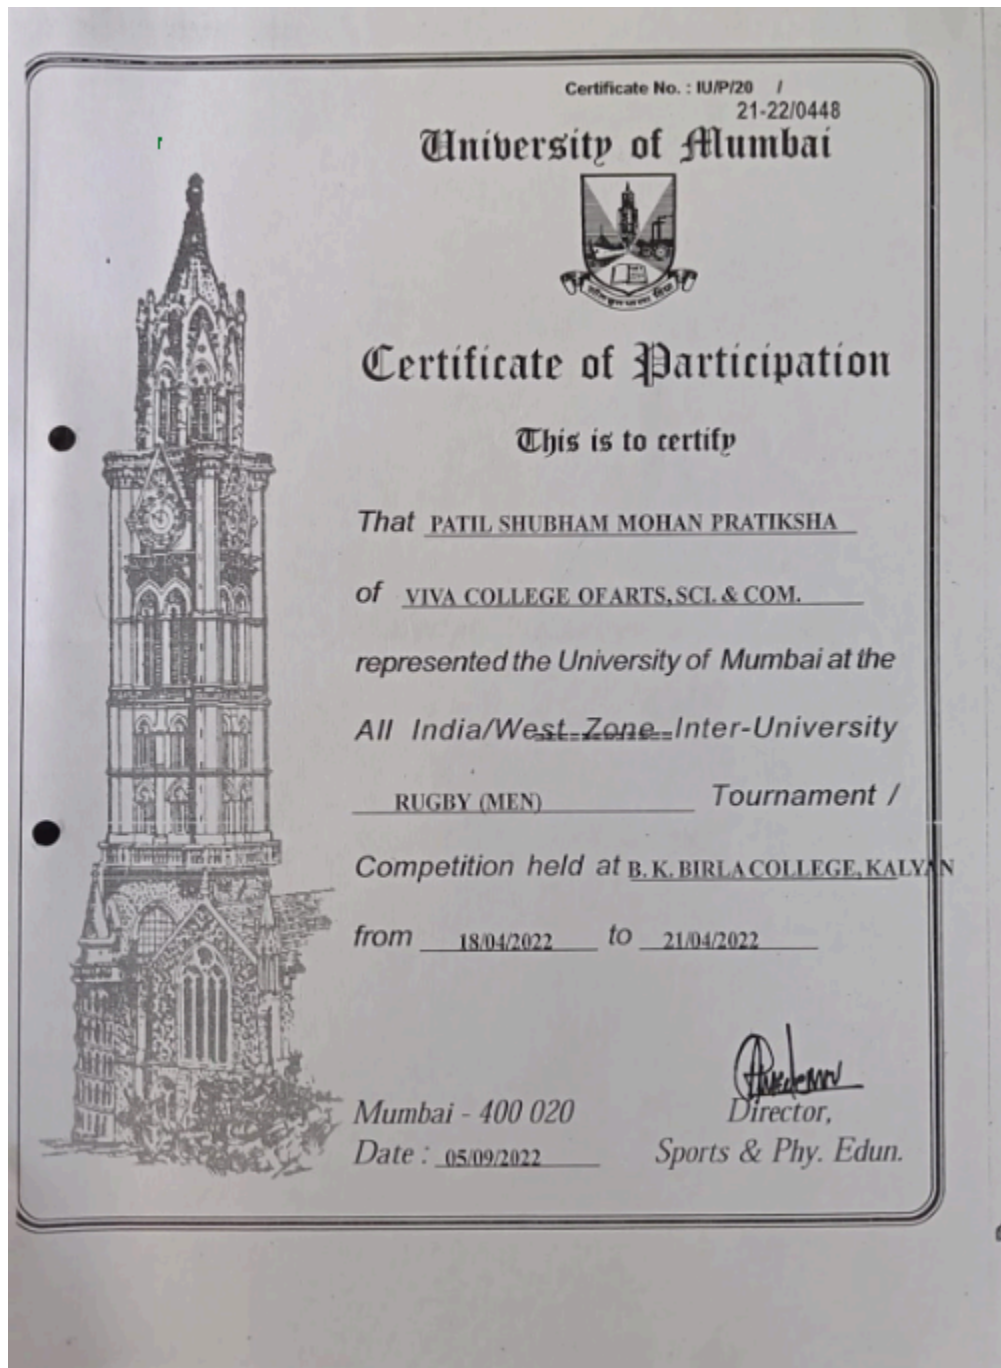 Certificate No. : IU/P/20 /
21-22/0448
University of Mumbai
Certificate of Participation
This is to certify
That PATIL SHUBHAM MOHAN PRATIKSHA
of VIVA COLLEGE OF ARTS, SCI. & COM.
represented the University of Mumbai at the
All India/West Zone Inter-University
RUGBY (MEN) Tournament /
Competition held at B. K. BIRLA COLLEGE, KALYAN
from 18/04/2022 to 21/04/2022
Mumbai - 400 020
Director,
Date : 05/09/2022
Sports & Phy. Edun.